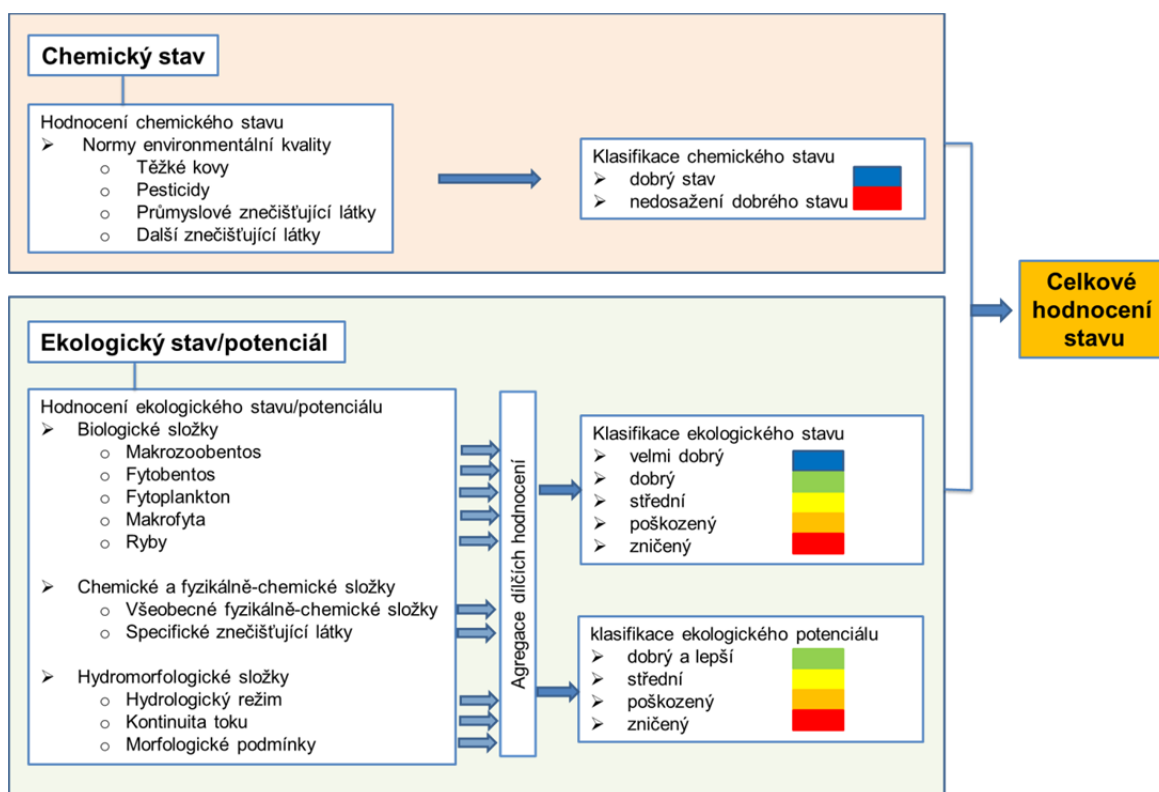 Chemický stav
Hodnocení chemického stavu
➢ Normy environmentální kvality
o Těžké kovy
o Pesticidy
o Průmyslové znečišťující látky
o Další znečišťující látky
Klasifikace chemického stavu
➢ dobrý stav
➢ nedosažení dobrého stavu
Celkové
hodnocení
stavu
Ekologický stav/potenciál
Hodnocení ekologického stavu/potenciálu
➢ Biologické složky
o Makrozoobentos
o Fytobentos
o Fytoplankton
o Makrofyta
o Ryby
➢ Chemické a fyzikálně-chemické složky
o Všeobecné fyzikálně-chemické složky
o Specifické znečišťující látky
➢ Hydromorfologické složky
o Hydrologický režim
o Kontinuita toku
o Morfologické podmínky
Agregace dílčích hodnocení
Klasifikace ekologického stavu
➢ velmi dobrý
➢ dobrý
➢ střední
➢ poškozený
➢ zničený
klasifikace ekologického potenciálu
➢ dobrý a lepší
➢ střední
➢ poškozený
➢ zničený